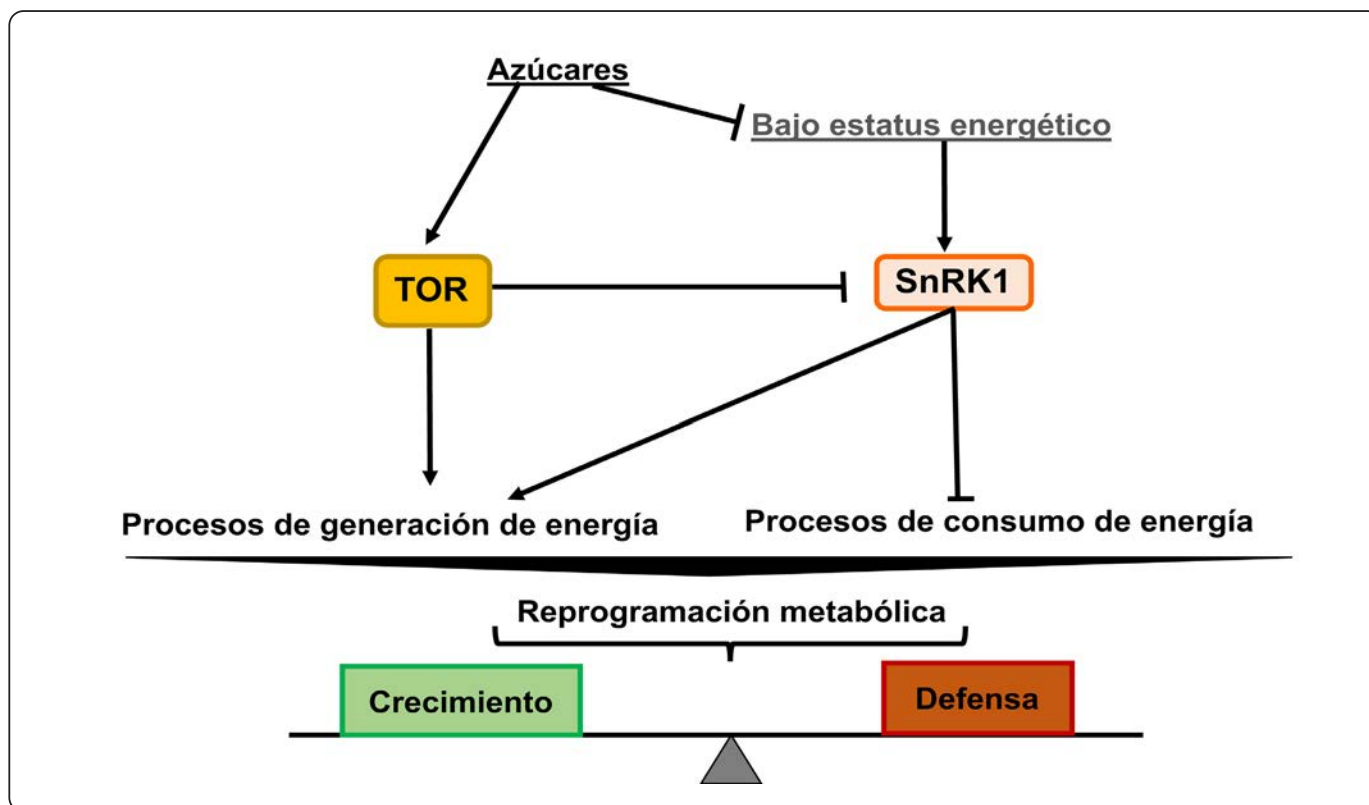 Azúcares
Bajo estatus energético
TOR
SnRK1
Procesos de generación de energía
Procesos de consumo de energía
Reprogramación metabólica
Crecimiento
Defensa